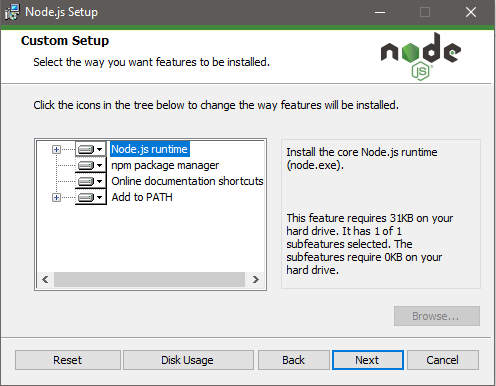 Node.js Setup
Custom Setup
Select the way you want features to be installed.
node
JS
Click the icons in the tree below to change the way features will be installed.
Node.js runtime
npm package manager
Online documentation shortcuts
Add to PATH
Install the core Node.js runtime
(node.exe).
This feature requires 31KB on your
hard drive. It has 1 of 1
subfeatures selected. The
subfeatures require 0KB on your
hard drive.
Browse...
Reset
Disk Usage
Back
Next
Cancel